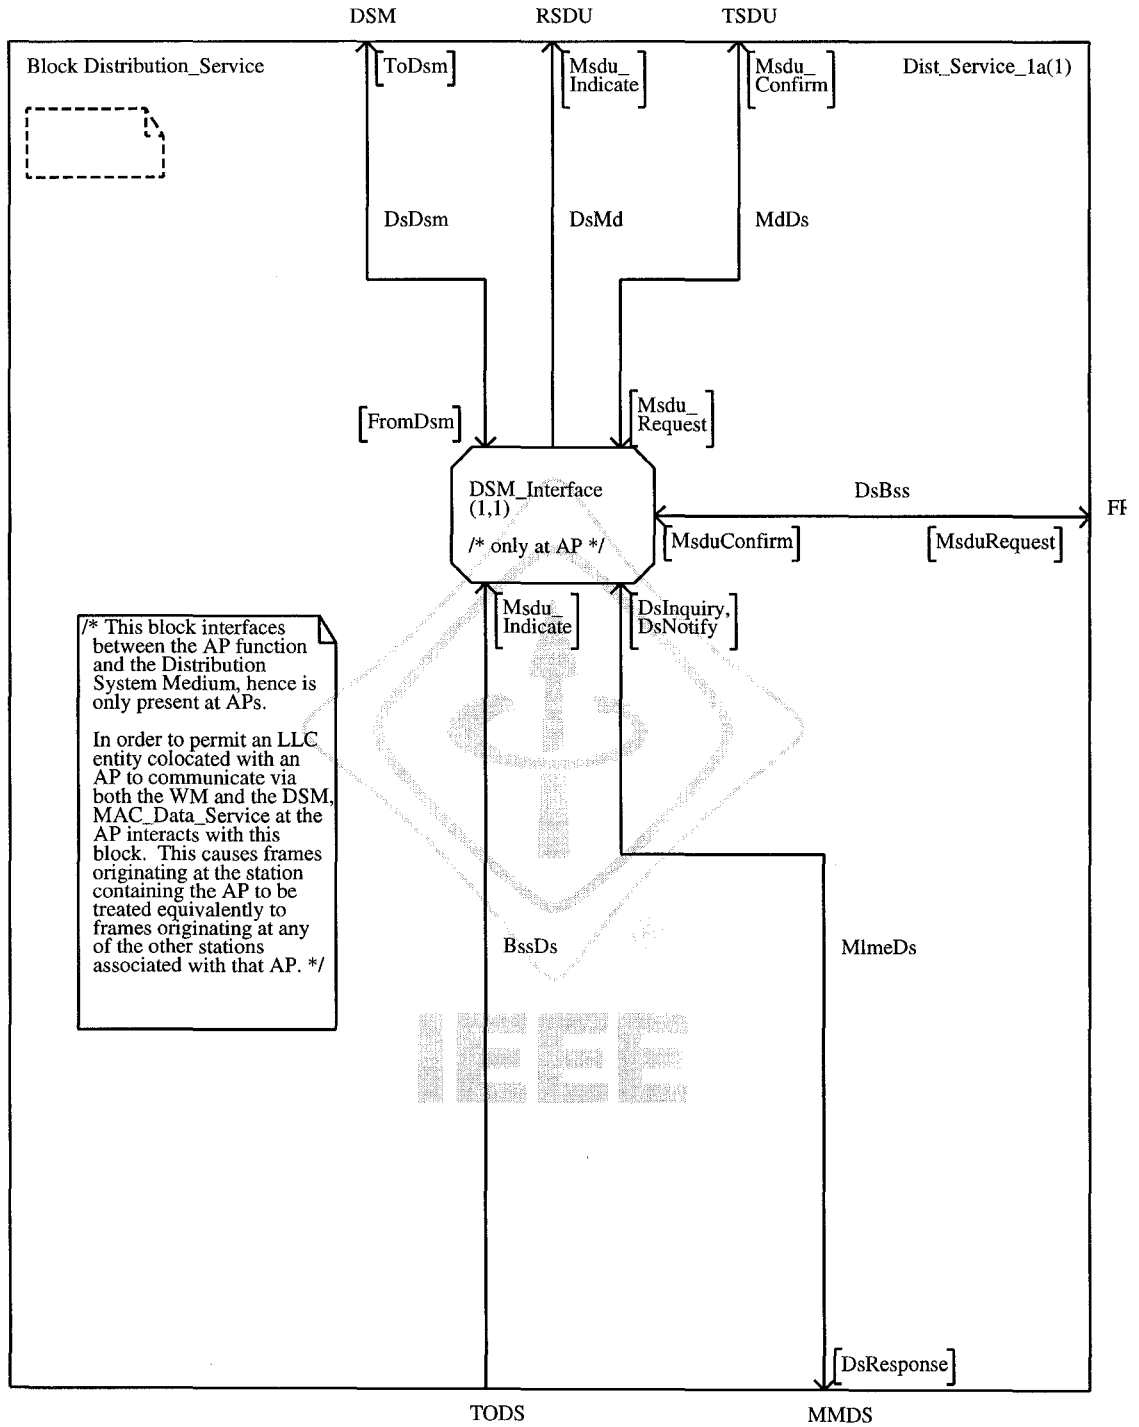 DSM RSDU TSDU
Block Distribution_Service
[ToDsm]
[Msdu_
Indicate]
[Msdu_
Confirm]
Dist_Service_1a(1)
DsDsm
DsMd
MdDs
[FromDsm]
[Msdu_
Request]
DSM_Interface
(1,1)
/* only at AP */
DsBss
[MsduConfirm]
[MsduRequest]
[Msdu_
Indicate]
[DsInquiry,
DsNotify]
/* This block interfaces
between the AP function
and the Distribution
System Medium, hence is
only present at APs.
In order to permit an LLC
entity colocated with an
AP to communicate via
both the WM and the DSM,
MAC_Data_Service at the
AP interacts with this
block. This causes frames
originating at the station
containing the AP to be
treated equivalently to
frames originating at any
of the other stations
associated with that AP. */
BssDs
MlmeDs
IEEE
[DsResponse]
TODS
MMDS